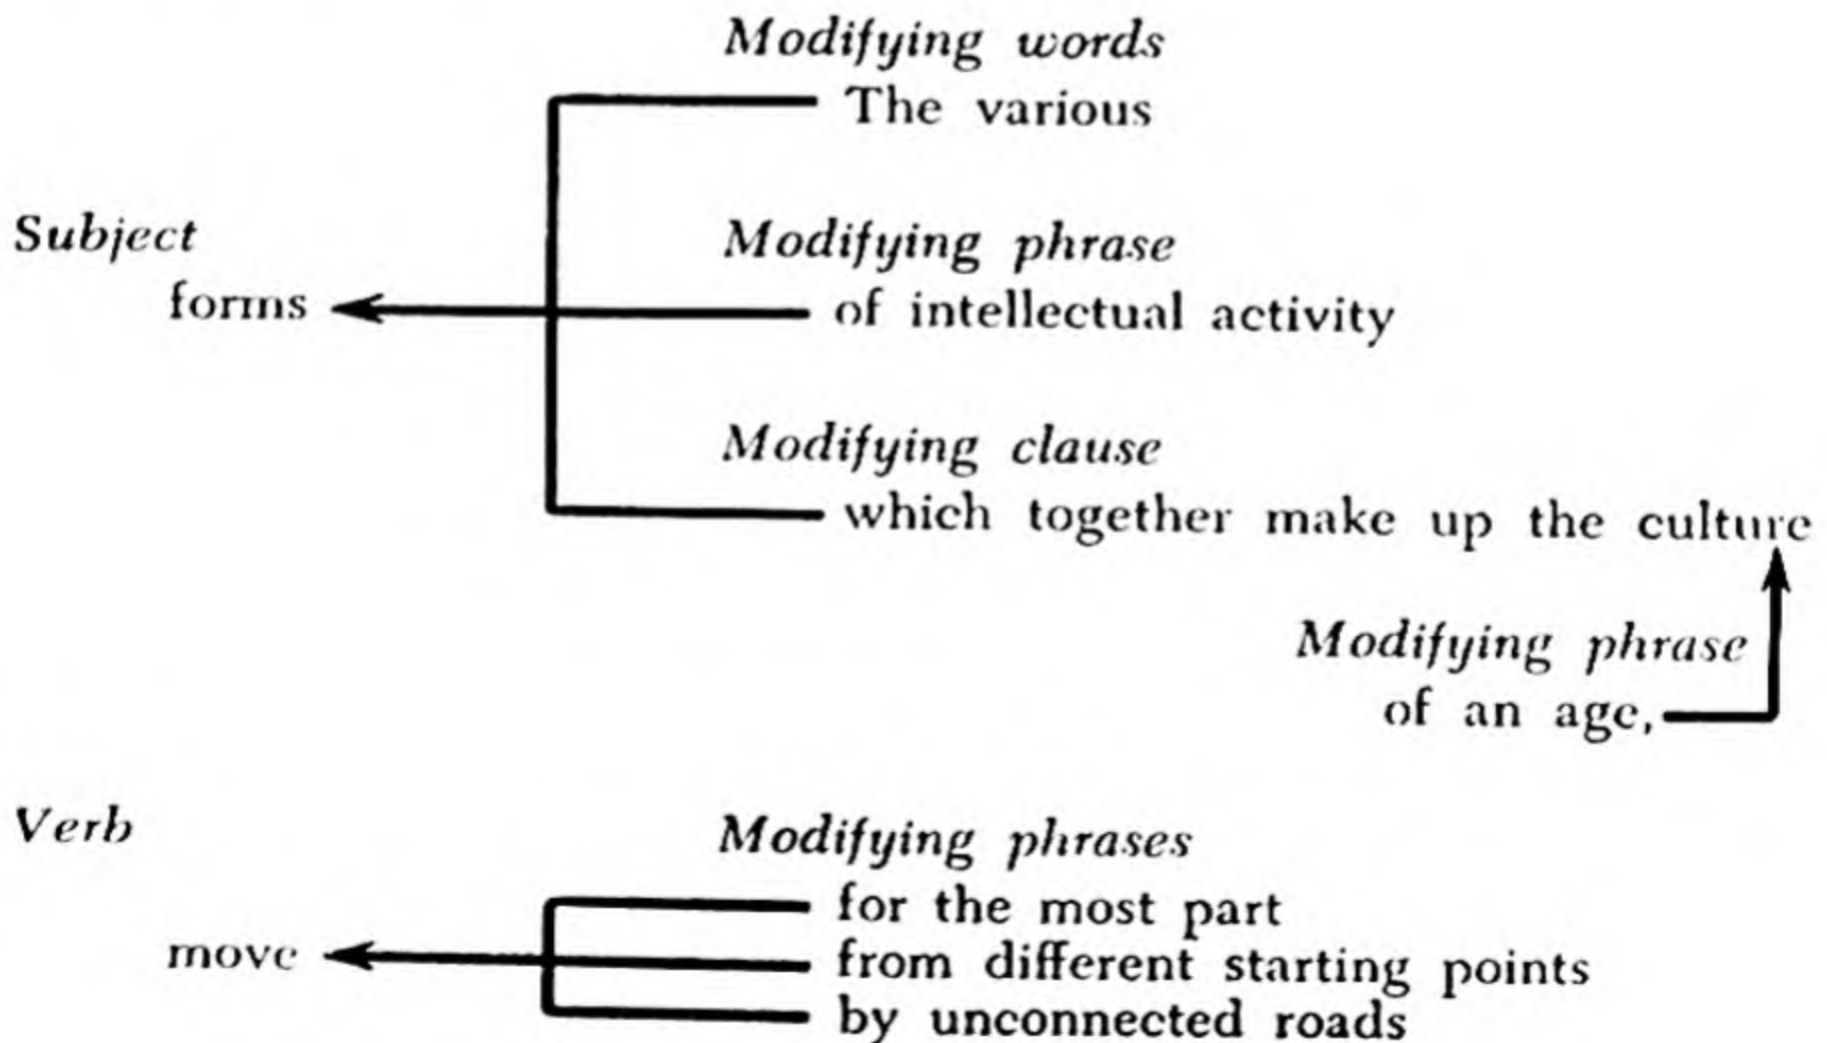 Modifying words
The various
Subject
Modifying phrase
forms
of intellectual activity
Modifying clause
which together make up the culture
Modifying phrase
of an age,
Verb
Modifying phrases
for the most part
move
from different starting points
by unconnected roads